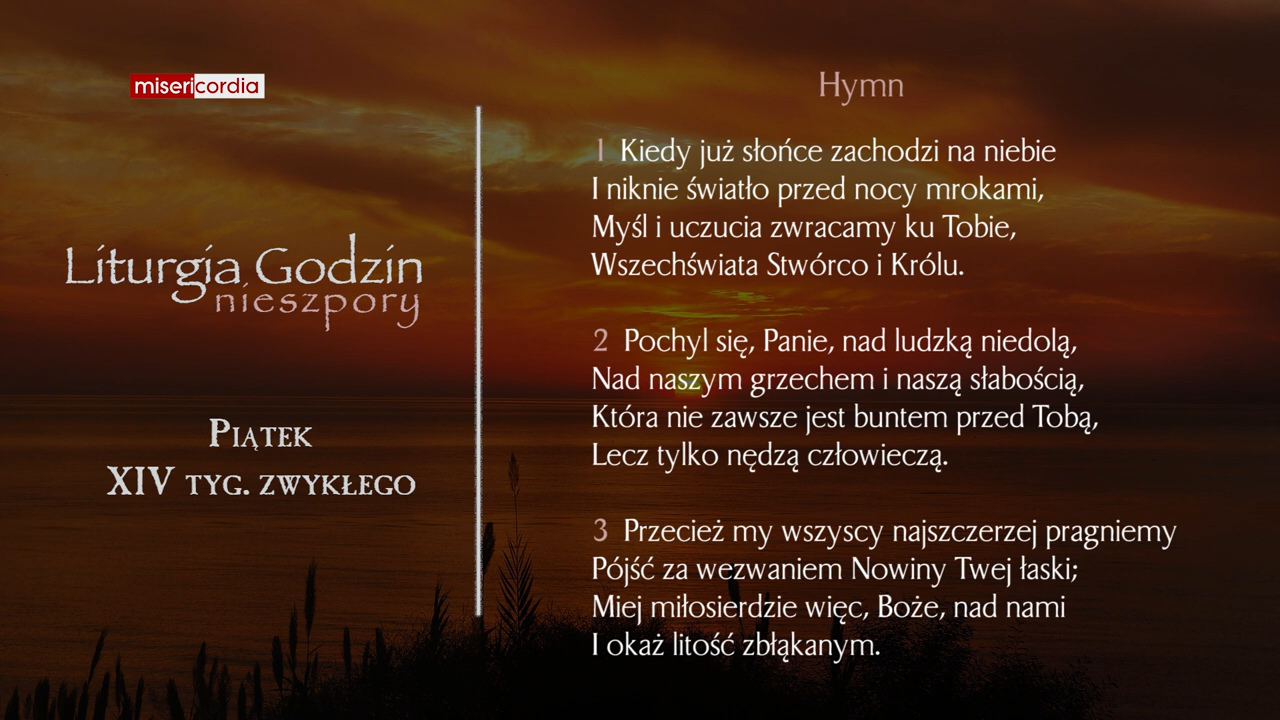 misericordia
Liturgia Godzin
nieszpory
Piątek
XIV tyg. zwykłego
Hymn
1 Kiedy już słońce zachodzi na niebie
I niknie światło przed nocy mrokami,
Myśl i uczucia zwracamy ku Tobie,
Wszechświata Stwórco i Królu.
2 Pochyl się, Panie, nad ludzką niedolą,
Nad naszym grzechem i naszą słabością,
Która nie zawsze jest buntem przed Tobą,
Lecz tylko nędzą człowieczą.
3 Przecież my wszyscy najszczerzej pragniemy
Pójść za wezwaniem Nowiny Twej łaski;
Miej miłosierdzie więc, Boże, nad nami
I okaż litość zbłąkanym.